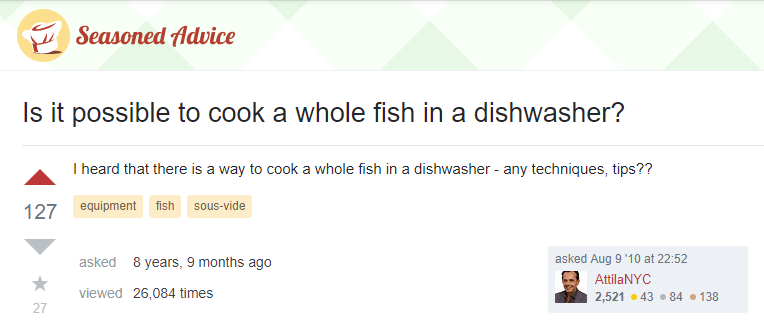 Seasoned Advice
Is it possible to cook a whole fish in a dishwasher?
I heard that there is a way to cook a whole fish in a dishwasher - any techniques, tips??
127
equipment fish sous-vide
asked 8 years, 9 months ago
viewed 26,084 times
27
asked Aug 9 '10 at 22:52
AttilaNYC
2,521 43 84 138